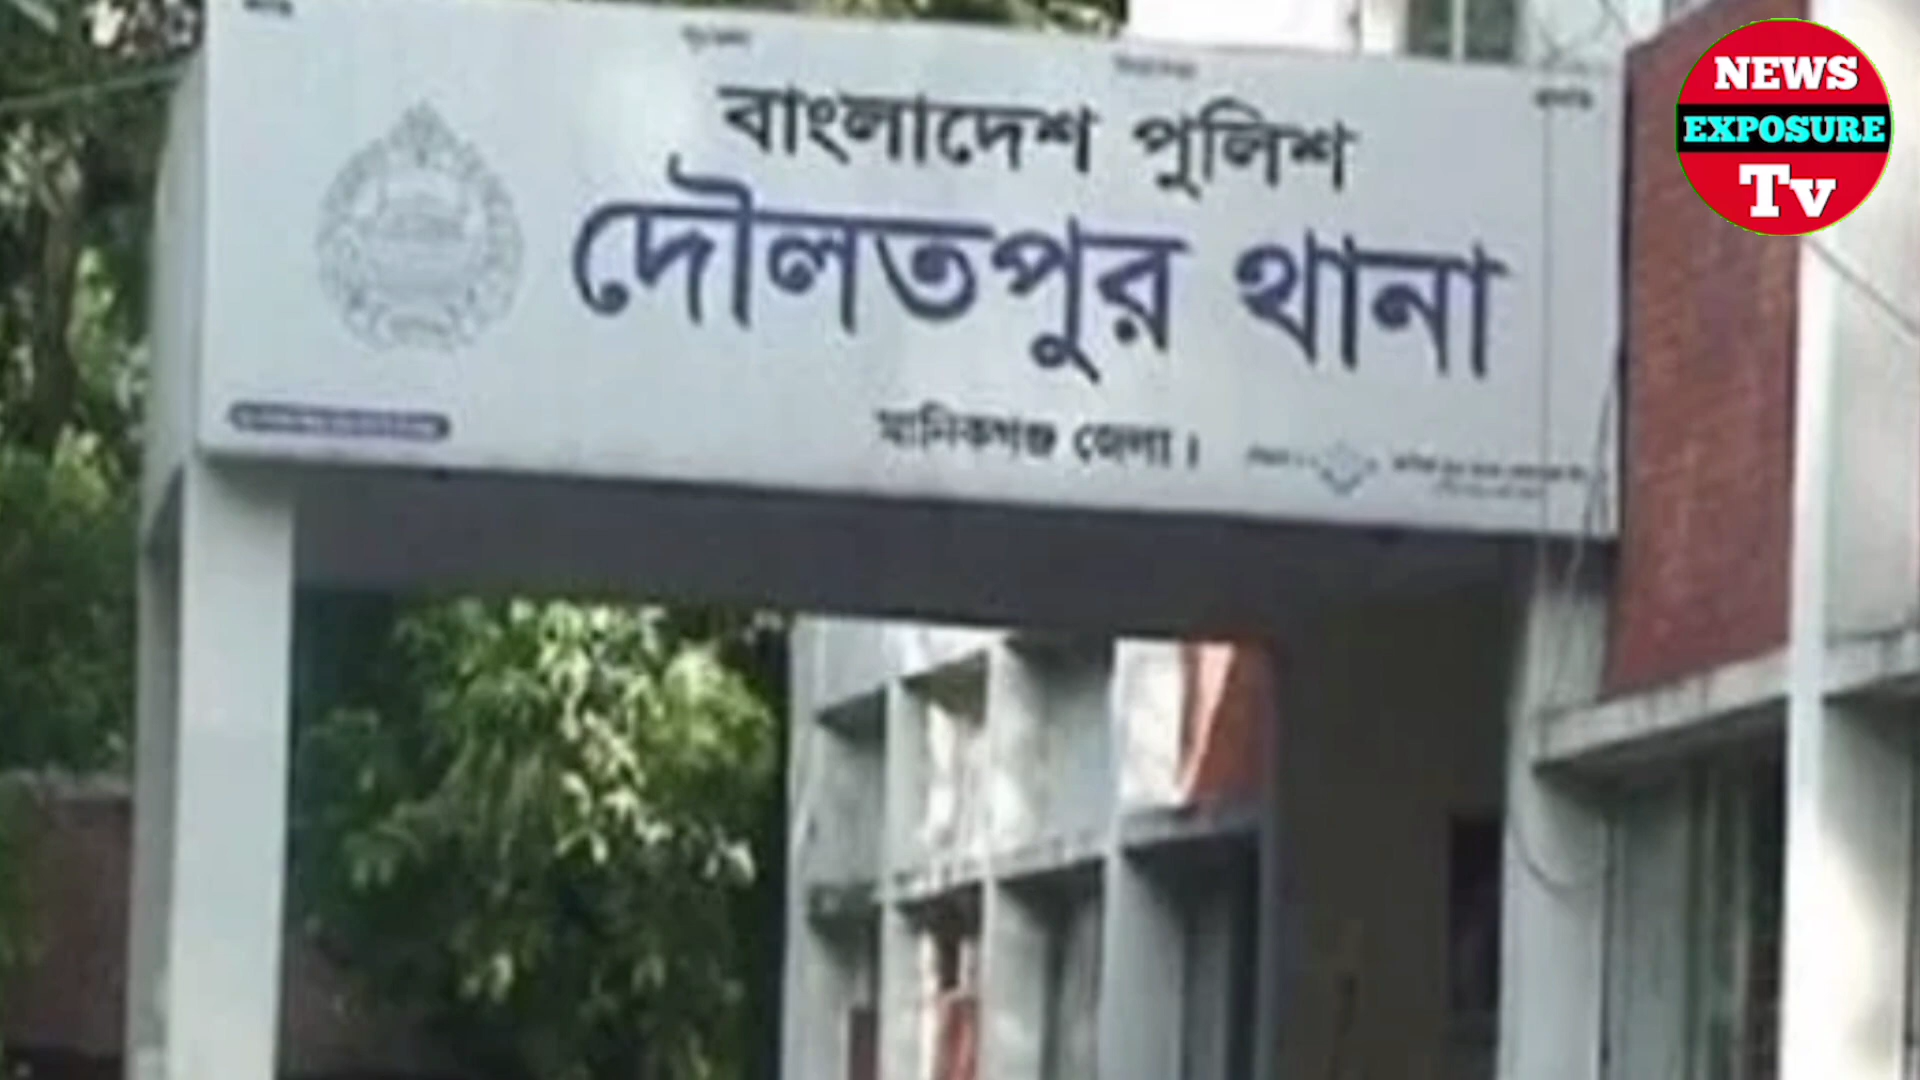 বাংলাদেশ পুলিশ
দৌলতপুর থানা
মানিকগঞ্জ জেলা।
NEWS
EXPOSURE
Tv